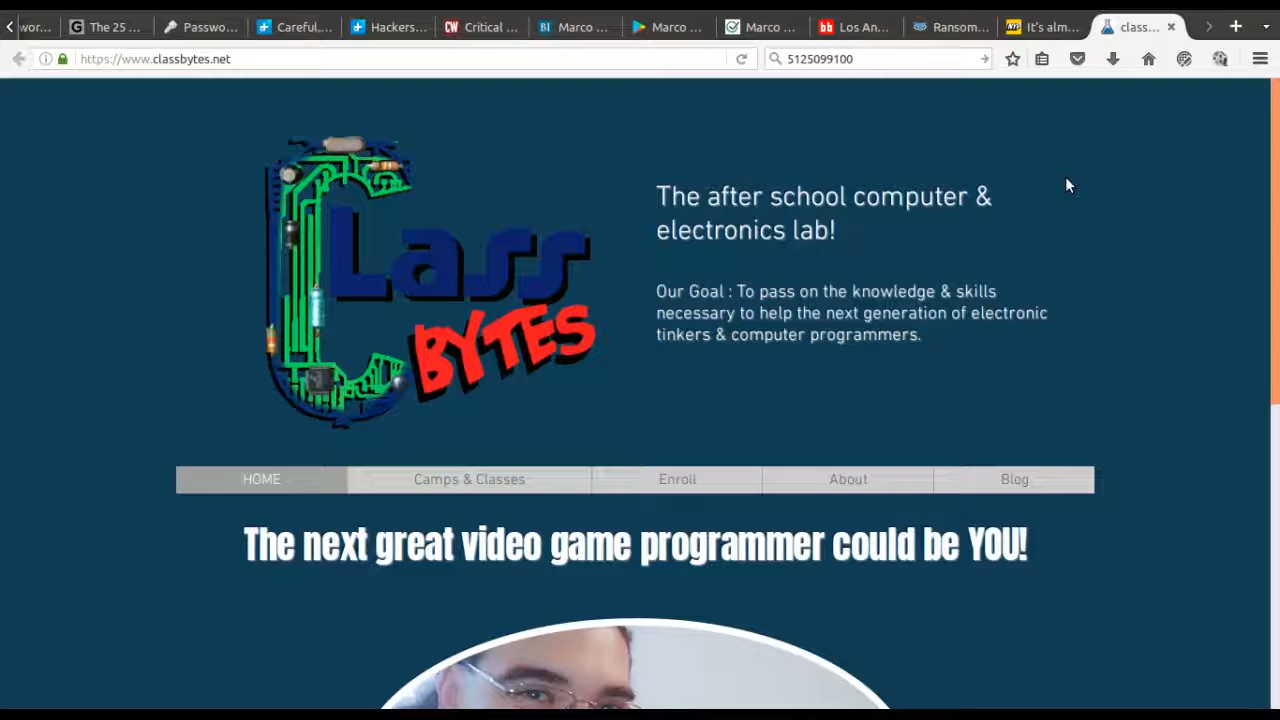 wor...
The 25 ...
Passwo...
Careful,...
Hackers...
CW Critical ...
BI Marco ...
Marco ...
Marco ...
bb Los An...
Ransom...
It's alm...
class...
https://www.classbytes.net
5125099100
CLass
BYTES
The after school computer &
electronics lab!
Our Goal : To pass on the knowledge & skills
necessary to help the next generation of electronic
tinkers & computer programmers.
HOME
Camps & Classes
Enroll
About
Blog
The next great video game programmer could be YOU!